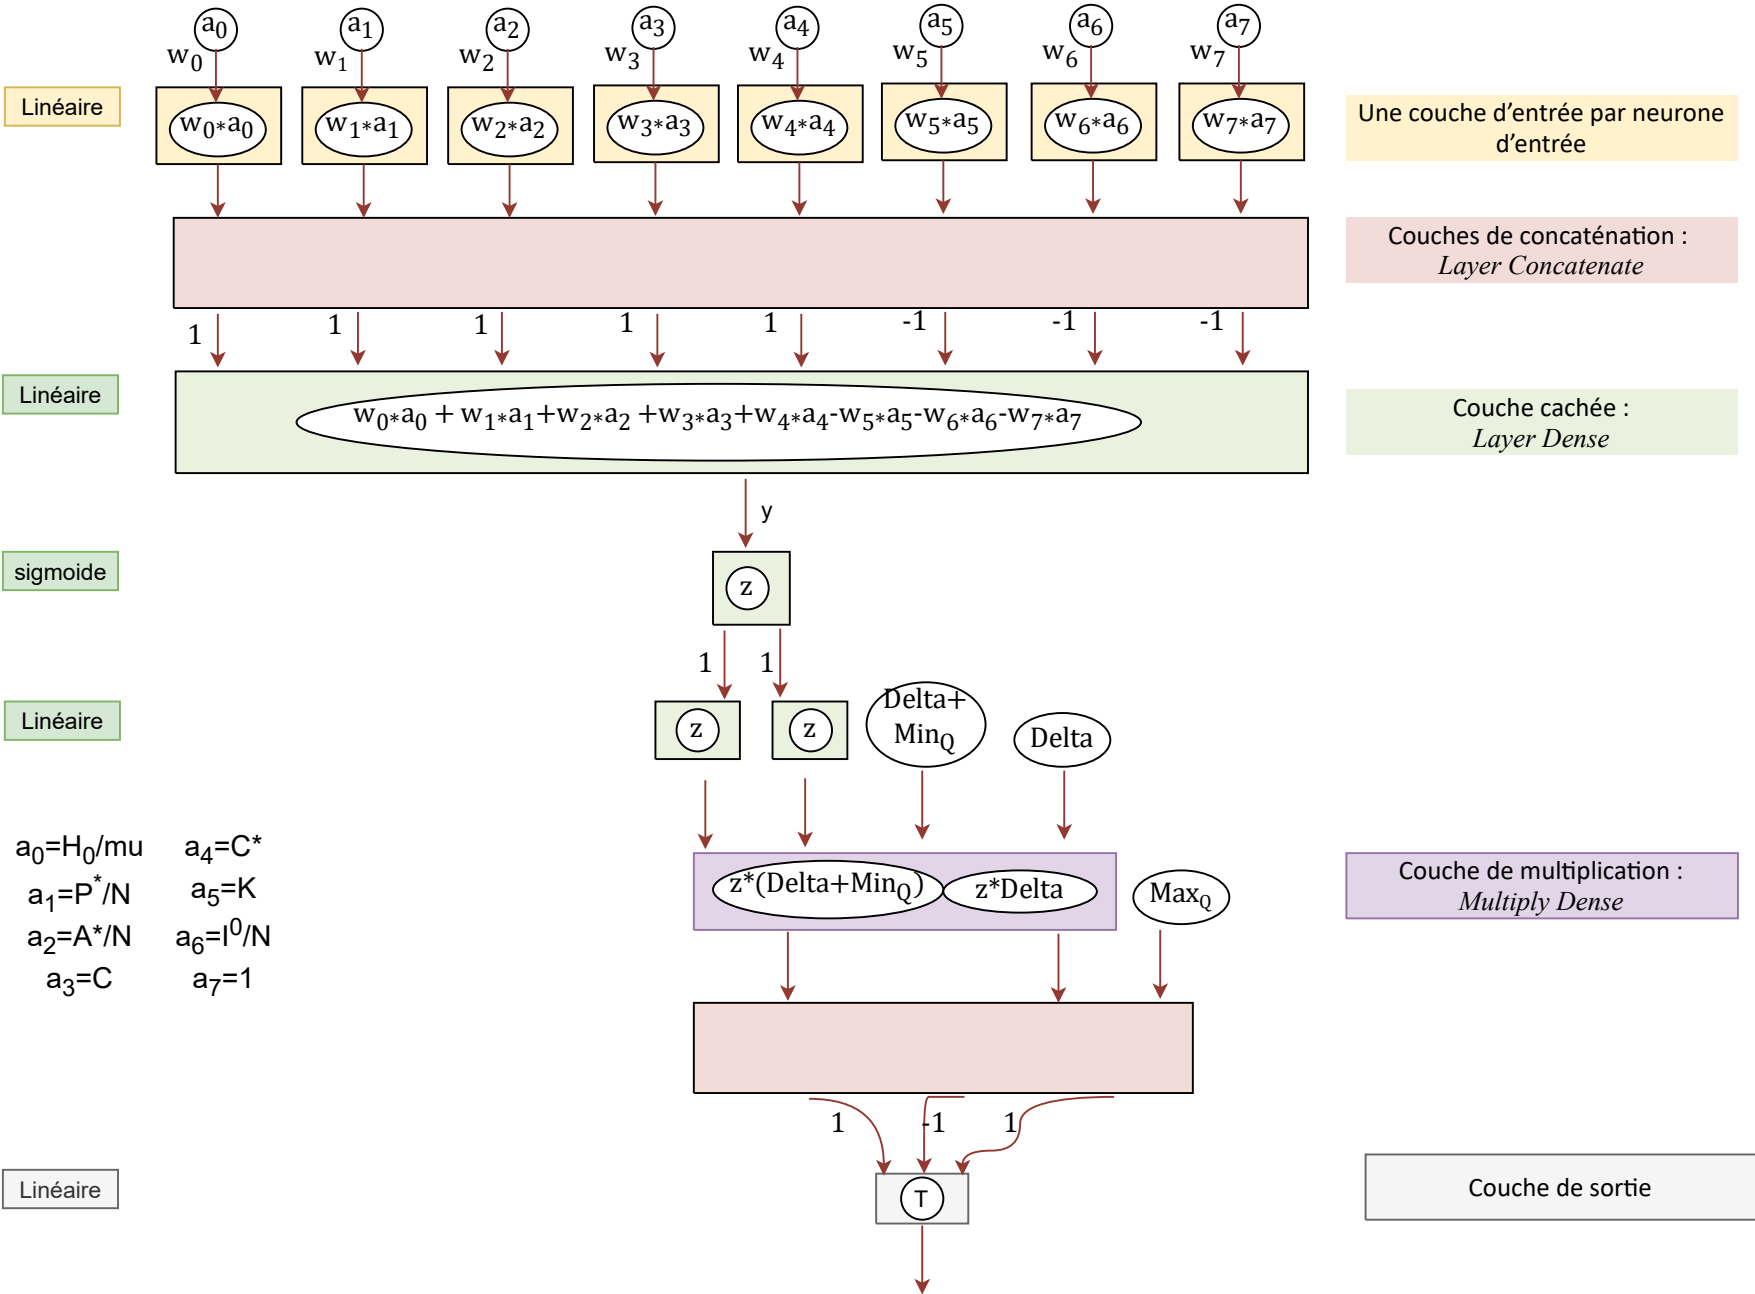 a0 a1 a2 a3 a4 a5 a6 a7
w0 w1 w2 w3 w4 w5 w6 w7
Linéaire
w0*a0 w1*a1 w2*a2 w3*a3 w4*a4 w5*a5 w6*a6 w7*a7
Une couche d'entrée par neurone
d'entrée
Couches de concaténation :
Layer Concatenate
1 1 1 1 1 -1 -1 -1
Linéaire
w0*a0 + w1*a1+w2*a2 +w3*a3+w4*a4-w5*a5-w6*a6-w7*a7
Couche cachée :
Layer Dense
y
sigmoide
z
1 1
Linéaire
z z
Delta+
MinQ
Delta
a0=H0/mu a4=C*
a1=P*/N a5=K
a2=A*/N a6=I0/N
a3=C a7=1
z*(Delta+MinQ) z*Delta
MaxQ
Couche de multiplication :
Multiply Dense
1 -1 1
Linéaire
T
Couche de sortie